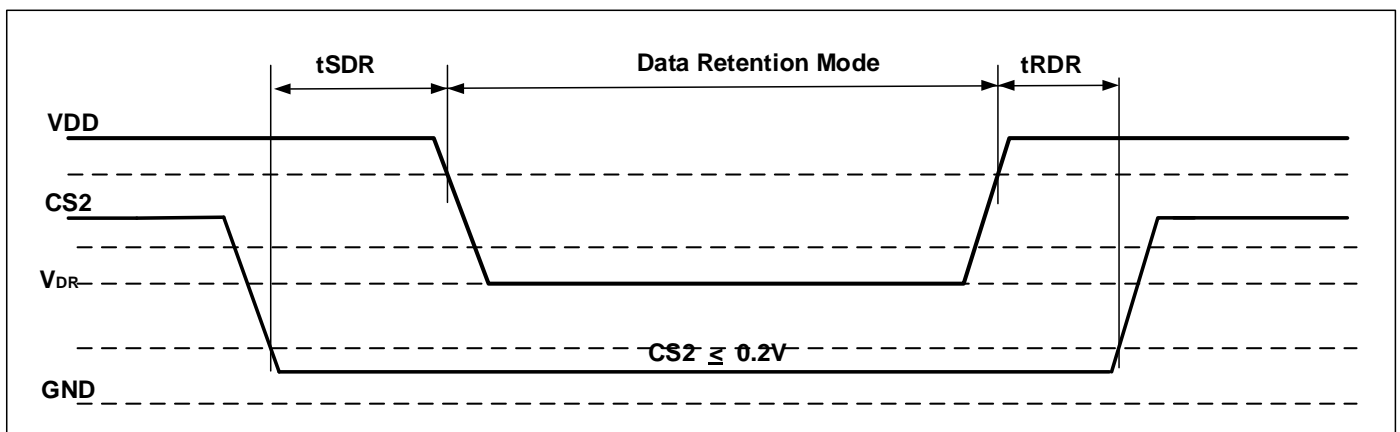 tSDR Data Retention Mode tRDR
VDD
CS2
VDR
CS2 ≤ 0.2V
GND